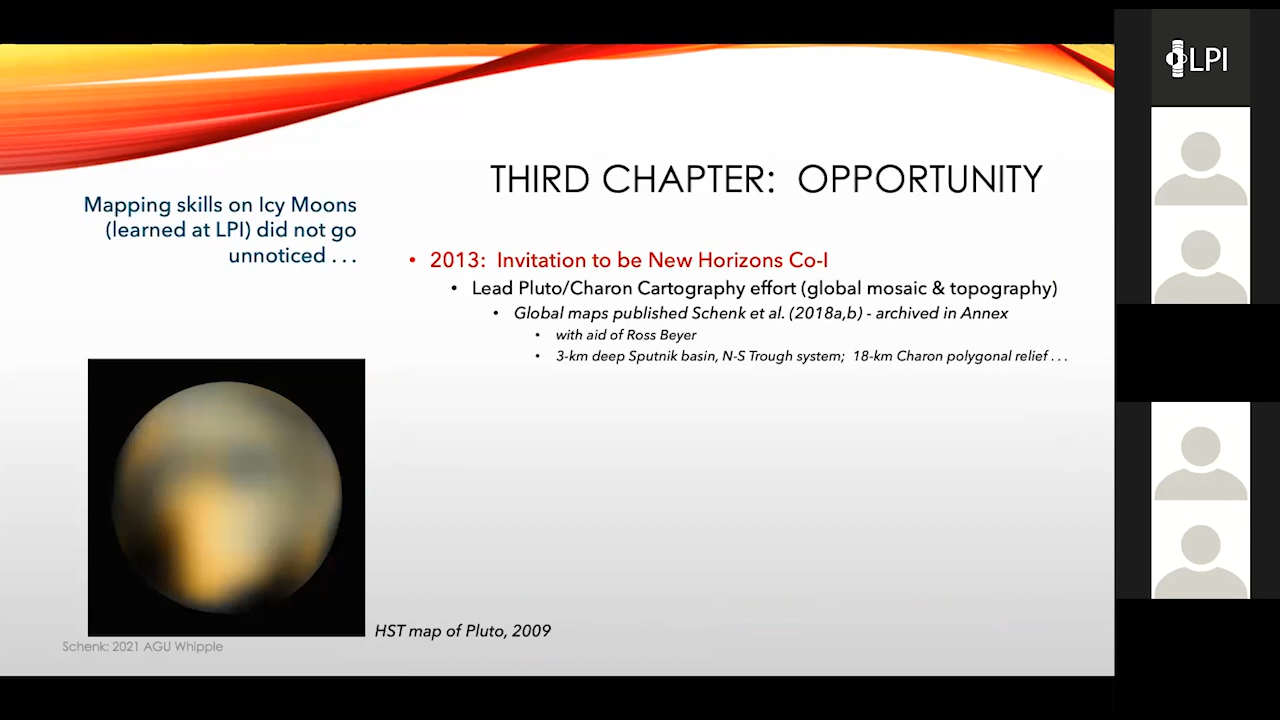 THIRD CHAPTER: OPPORTUNITY
Mapping skills on Icy Moons
(learned at LPI) did not go
unnoticed . . .
• 2013: Invitation to be New Horizons Co-I
• Lead Pluto/Charon Cartography effort (global mosaic & topography)
• Global maps published Schenk et al. (2018a,b) - archived in Annex
• with aid of Ross Beyer
• 3-km deep Sputnik basin, N-S Trough system; 18-km Charon polygonal relief . . .
HST map of Pluto, 2009
Schenk: 2021 AGU Whipple
LPI